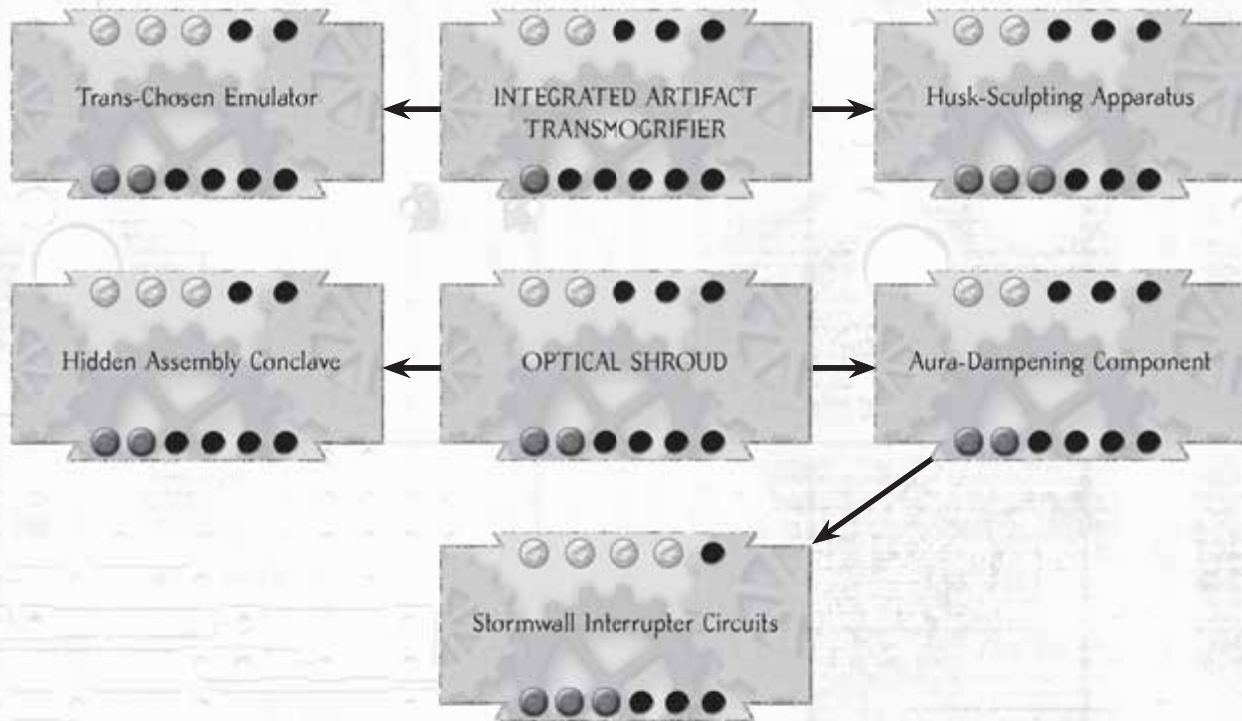 Trans-Chosen Emulator
INTEGRATED ARTIFACT
TRANSMOGRIFIER
Husk-Sculpting Apparatus
Hidden Assembly Conclave
OPTICAL SHROUD
Aura-Dampening Component
Stormwall Interrupter Circuits